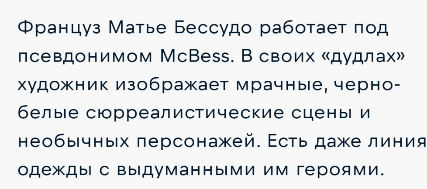 Француз Матье Бессудо работает под
псевдонимом McBess. В своих «дудлах»
художник изображает мрачные, черно-
белые сюрреалистические сцены и
необычных персонажей. Есть даже линия
одежды с выдуманными им героями.